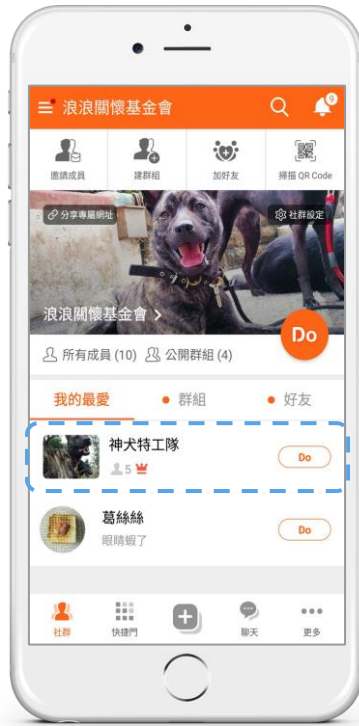 浪浪關懷基金會
9
邀請成員
建群組
加好友
掃描 QR Code
分享專屬網址
社群設定
浪浪關懷基金會 >
Do
所有成員 (10)
公開群組 (4)
我的最愛
群組
好友
神犬特工隊
5
Do
葛絲絲
眼睛蝦了
Do
社群
快捷鬥
聊天
更多